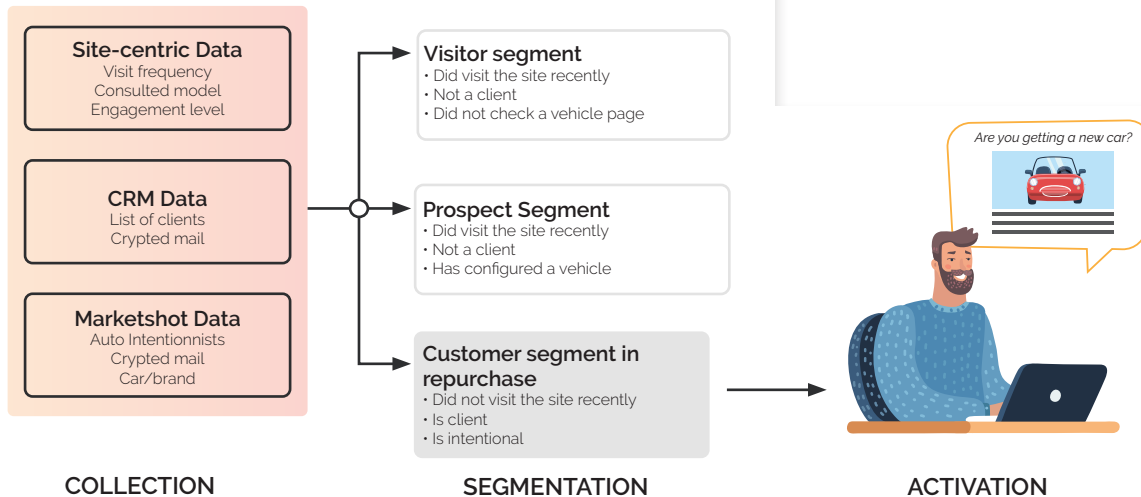 Site-centric Data
Visit frequency
Consulted model
Engagement level
CRM Data
List of clients
Crypted mail
Marketshot Data
Auto Intentionnists
Crypted mail
Car/brand
COLLECTION
Visitor segment
• Did visit the site recently
• Not a client
• Did not check a vehicle page
Prospect Segment
• Did visit the site recently
• Not a client
• Has configured a vehicle
Customer segment in
repurchase
• Did not visit the site recently
• Is client
• Is intentional
SEGMENTATION
Are you getting a new car?
ACTIVATION